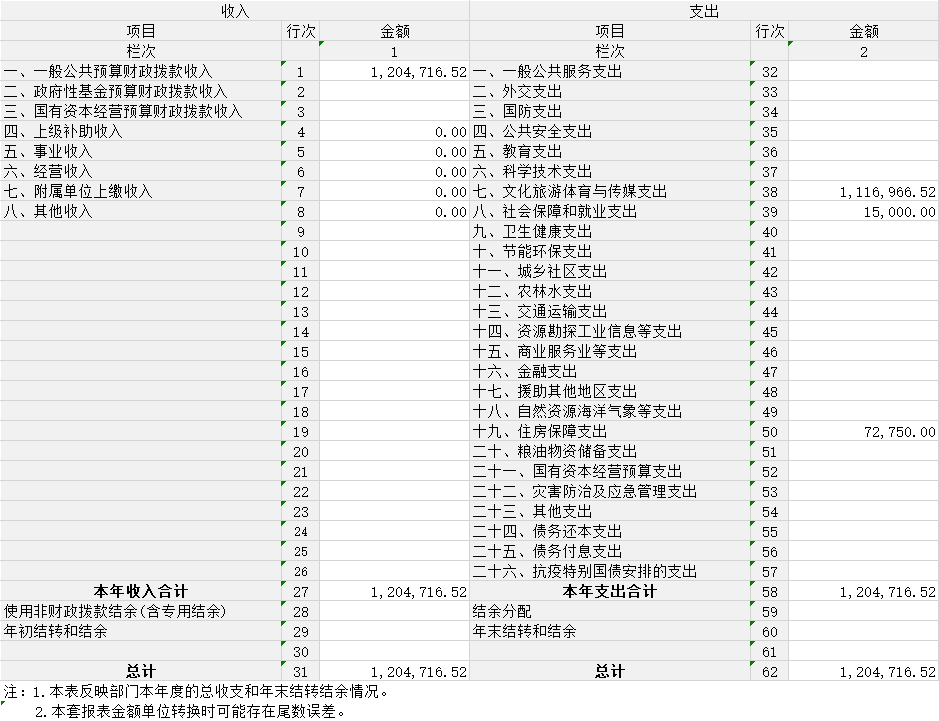 收入 支出
项目 行次 金额 项目 行次 金额
栏次 1 栏次 2
一、一般公共预算财政拨款收入 1 1,204,716.52 一、一般公共服务支出 32
二、政府性基金预算财政拨款收入 2 二、外交支出 33
三、国有资本经营预算财政拨款收入 3 三、国防支出 34
四、上级补助收入 4 0.00 四、公共安全支出 35
五、事业收入 5 0.00 五、教育支出 36
六、经营收入 6 0.00 六、科学技术支出 37
七、附属单位上缴收入 7 0.00 七、文化旅游体育与传媒支出 38 1,116,966.52
八、其他收入 8 0.00 八、社会保障和就业支出 39 15,000.00
9 九、卫生健康支出 40
10 十、节能环保支出 41
11 十一、城乡社区支出 42
12 十二、农林水支出 43
13 十三、交通运输支出 44
14 十四、资源勘探工业信息等支出 45
15 十五、商业服务业等支出 46
16 十六、金融支出 47
17 十七、援助其他地区支出 48
18 十八、自然资源海洋气象等支出 49
19 十九、住房保障支出 50 72,750.00
20 二十、粮油物资储备支出 51
21 二十一、国有资本经营预算支出 52
22 二十二、灾害防治及应急管理支出 53
23 二十三、其他支出 54
24 二十四、债务还本支出 55
25 二十五、债务付息支出 56
26 二十六、抗疫特别国债安排的支出 57
本年收入合计 27 1,204,716.52 本年支出合计 58 1,204,716.52
使用非财政拨款结余(含专用结余) 28 结余分配 59
年初结转和结余 29 年末结转和结余 60
30 61
总计 31 1,204,716.52 总计 62 1,204,716.52
注：1.本表反映部门本年度的总收支和年末结转结余情况。
2.本套报表金额单位转换时可能存在尾数误差。